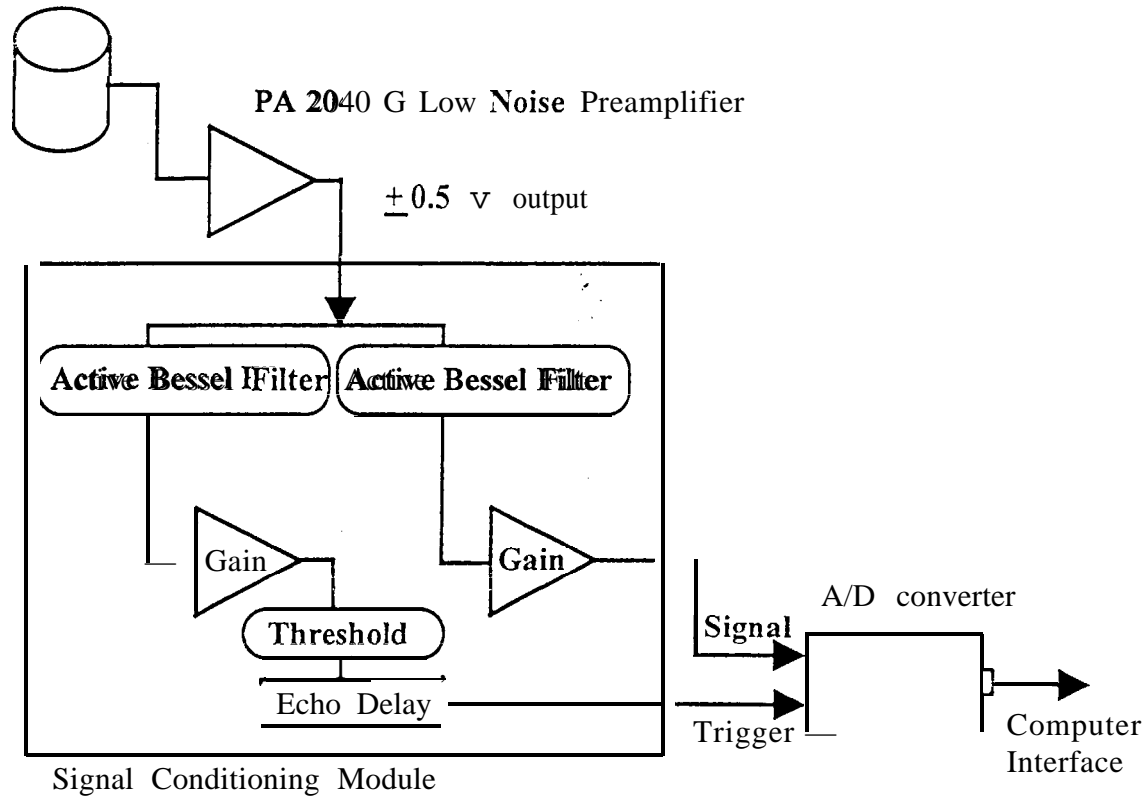 PA 2040 G Low Noise Preamplifier
± 0.5 v output
Active Bessel Filter
Active Bessel Filter
Gain
Gain
Threshold
Echo Delay
Signal Conditioning Module
A/D converter
Signal
Trigger
Computer
Interface